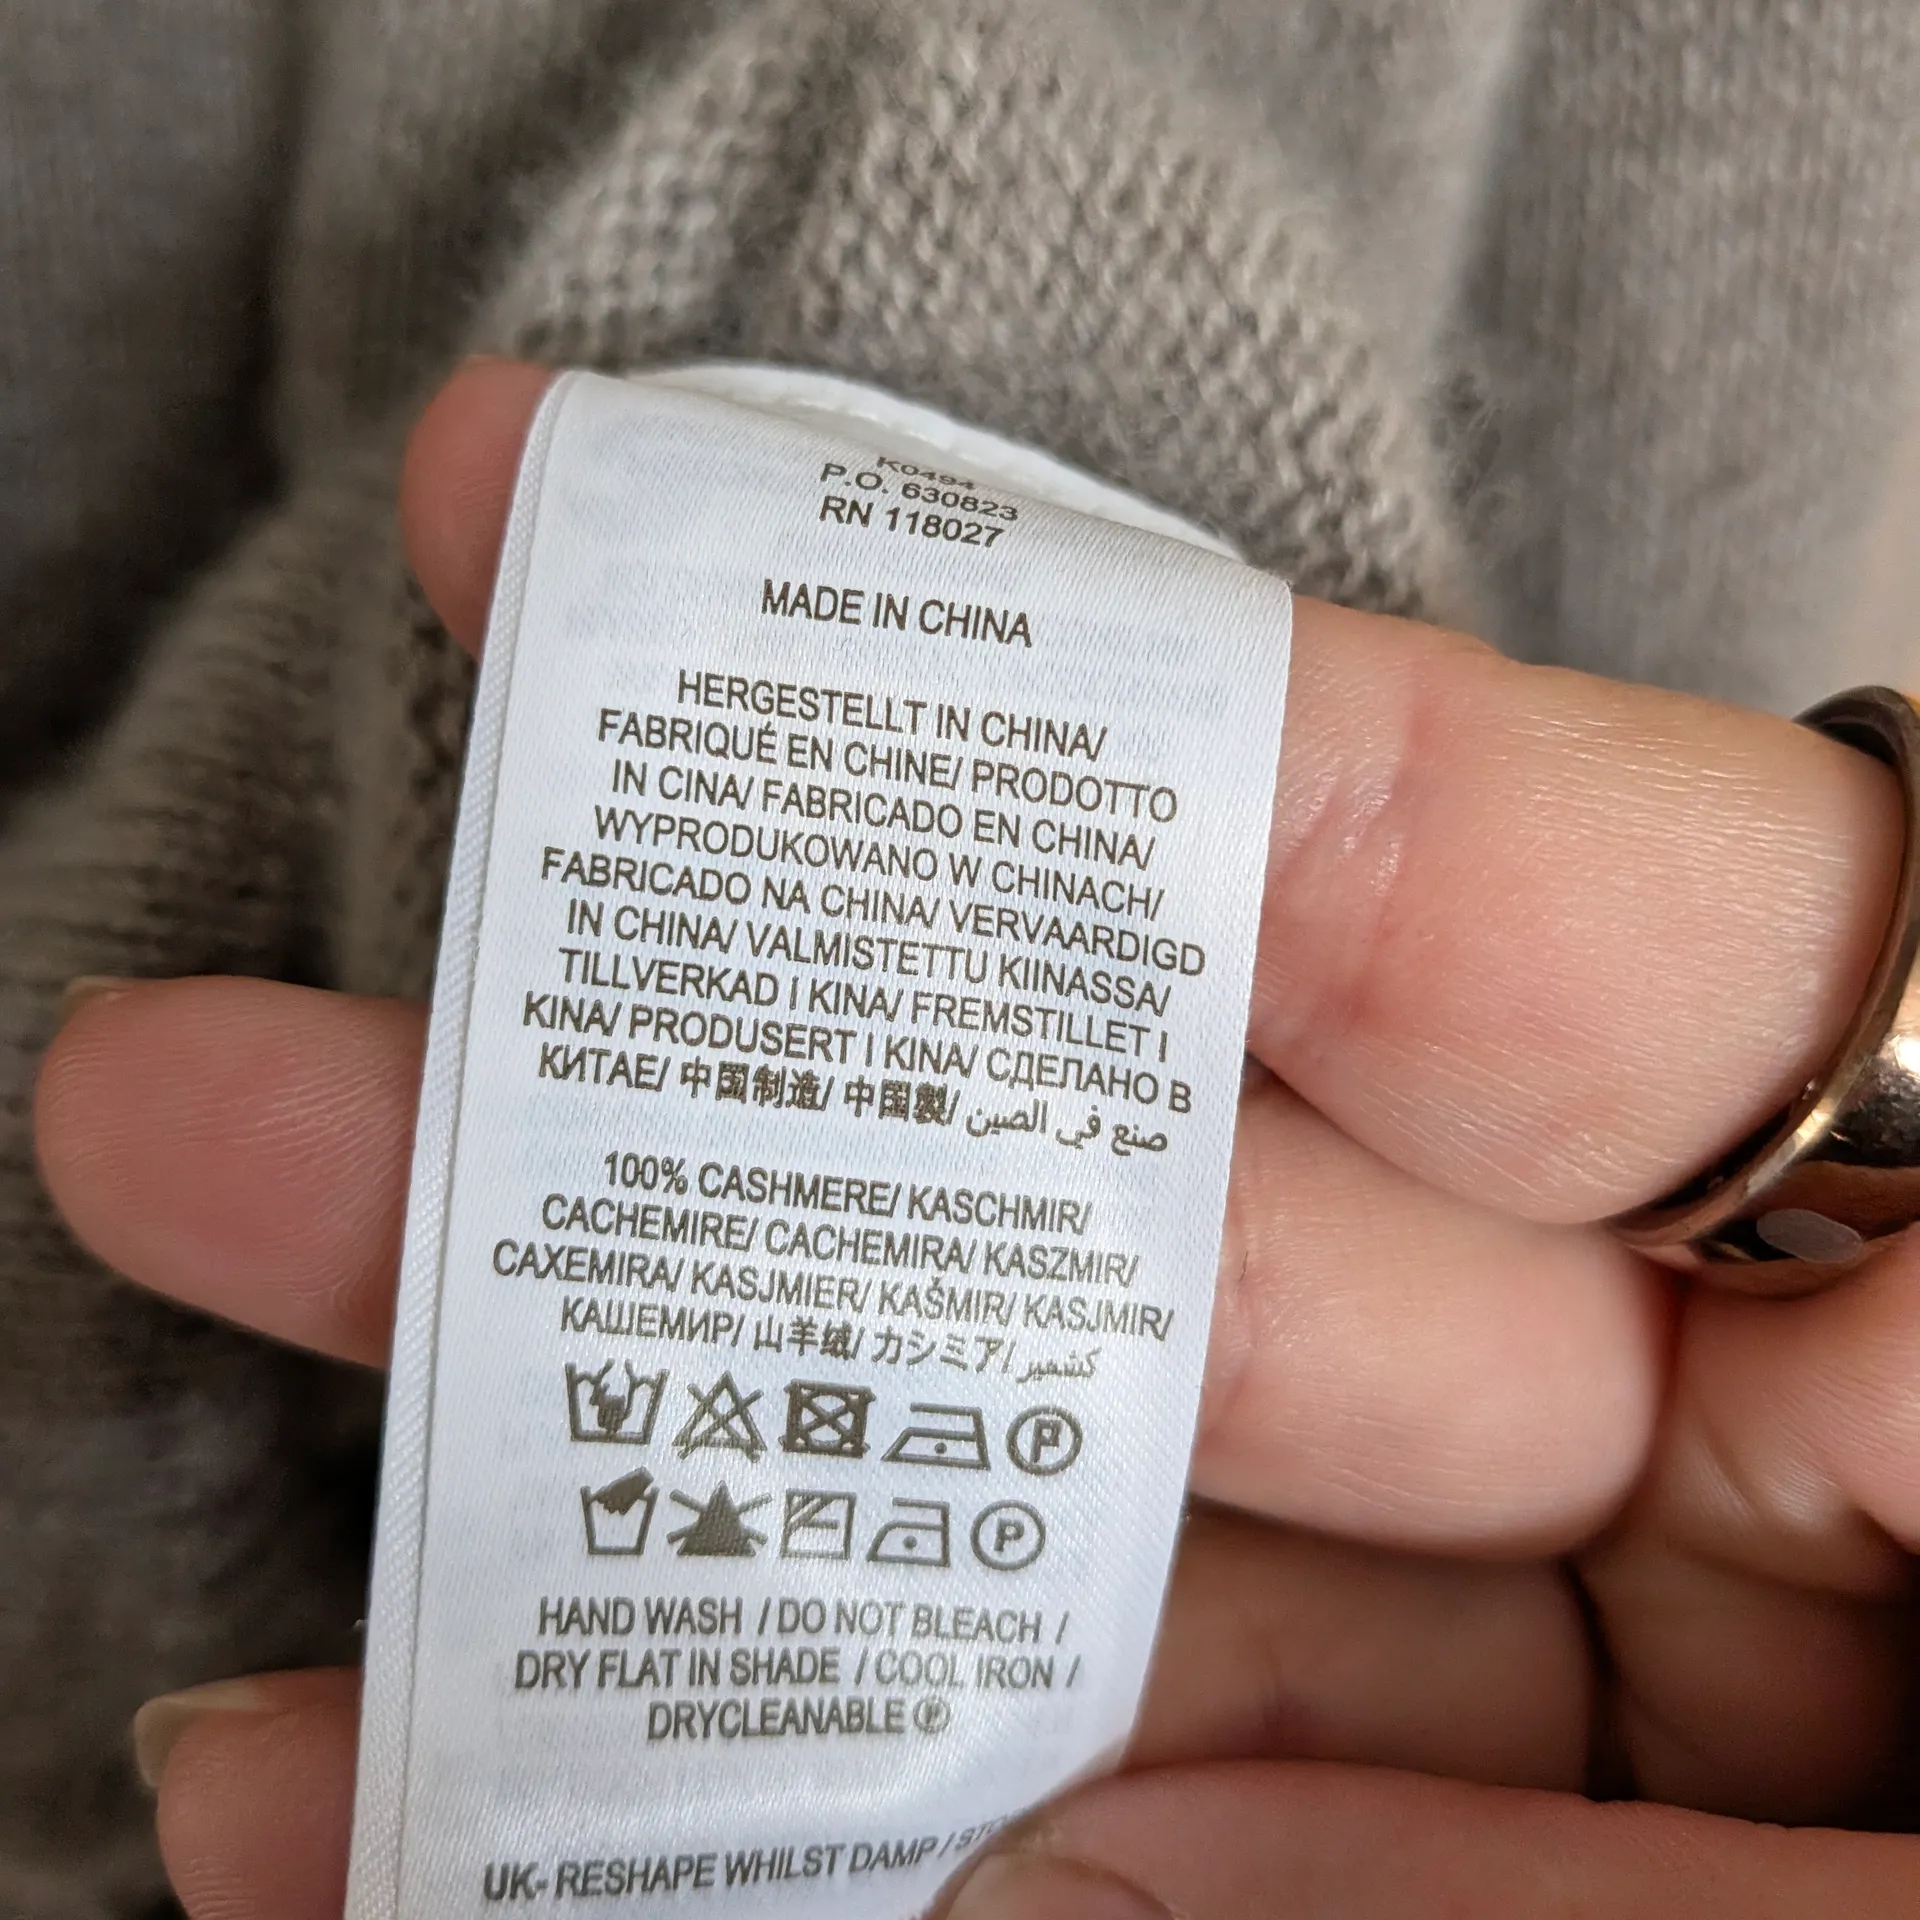 K0494
P.O. 630823
RN 118027
MADE IN CHINA
HERGESTELLT IN CHINA/
FABRIQUÉ EN CHINE/ PRODOTTO
IN CINA/ FABRICADO EN CHINA/
WYPRODUKOWANO W CHINACH/
FABRICADO NA CHINA/ VERVAARDIGD
IN CHINA/ VALMISTETTU KIINASSA/
TILLVERKAD I KINA/ FREMSTILLET I
KINA/ PRODUSERT I KINA/ СДЕЛАНО В
КИТАЕ/ 中国制造/ 中国製/ صنع في الصين
100% CASHMERE/ KASCHMIR/
CACHEMIRE/ CACHEMIRA/ KASZMIR/
CAXEMIRA/ KASJMIER/ KAŚMIR/ KASJMIR/
КАШЕМИР/ 山羊绒/ カシミア/ كشمير
P
P
HAND WASH / DO NOT BLEACH /
DRY FLAT IN SHADE / COOL IRON /
DRYCLEANABLE Ⓟ
UK- RESHAPE WHILST DAMP /